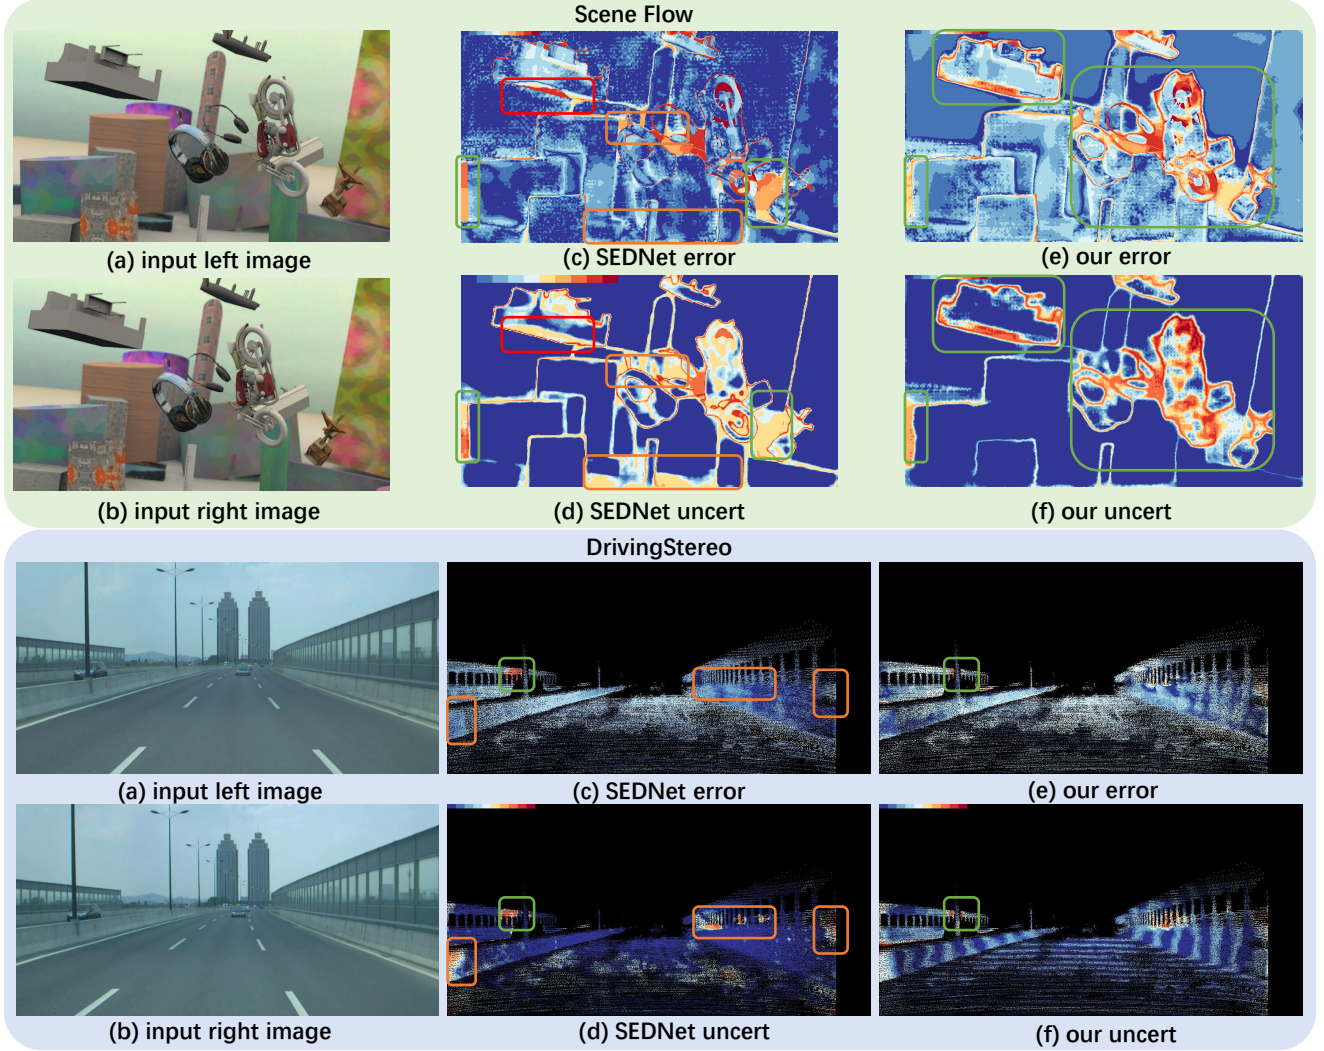 Scene Flow
(a) input left image
(c) SEDNet error
(e) our error
(b) input right image
(d) SEDNet uncert
(f) our uncert
DrivingStereo
(a) input left image
(c) SEDNet error
(e) our error
(b) input right image
(d) SEDNet uncert
(f) our uncert